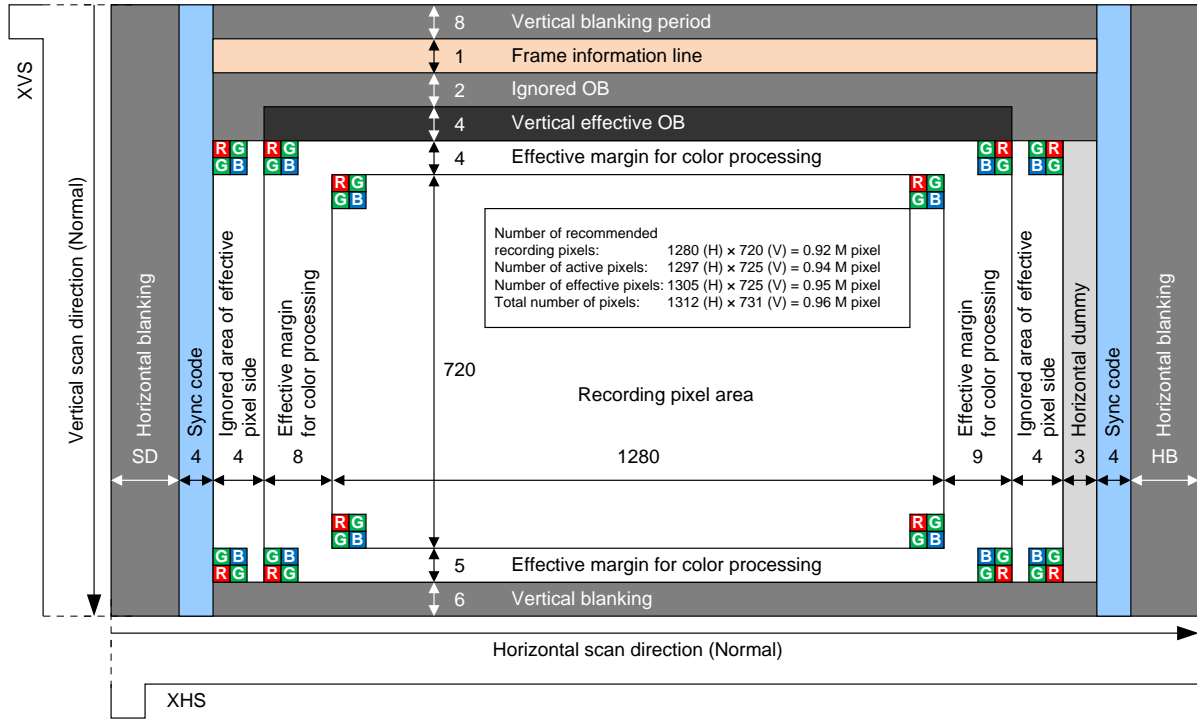 XVS
Vertical scan direction (Normal)
8 Vertical blanking period
1 Frame information line
2 Ignored OB
4 Vertical effective OB
4 Effective margin for color processing
R G R G G R G R
G B G B B G B G
R G R G
G B G B
Number of recommended
recording pixels: 1280 (H) × 720 (V) = 0.92 M pixel
Number of active pixels: 1297 (H) × 725 (V) = 0.94 M pixel
Number of effective pixels: 1305 (H) × 725 (V) = 0.95 M pixel
Total number of pixels: 1312 (H) × 731 (V) = 0.96 M pixel
Horizontal blanking
SD
Sync code
4
Ignored area of effective
pixel side
4
Effective margin
for color processing
8
720
Recording pixel area
1280
Effective margin
for color processing
9
Ignored area of effective
pixel side
4
Horizontal dummy
3
Sync code
4
Horizontal blanking
HB
R G R G
G B G B
G B G B B G B G
R G R G G R G R
5 Effective margin for color processing
6 Vertical blanking
Horizontal scan direction (Normal)
XHS